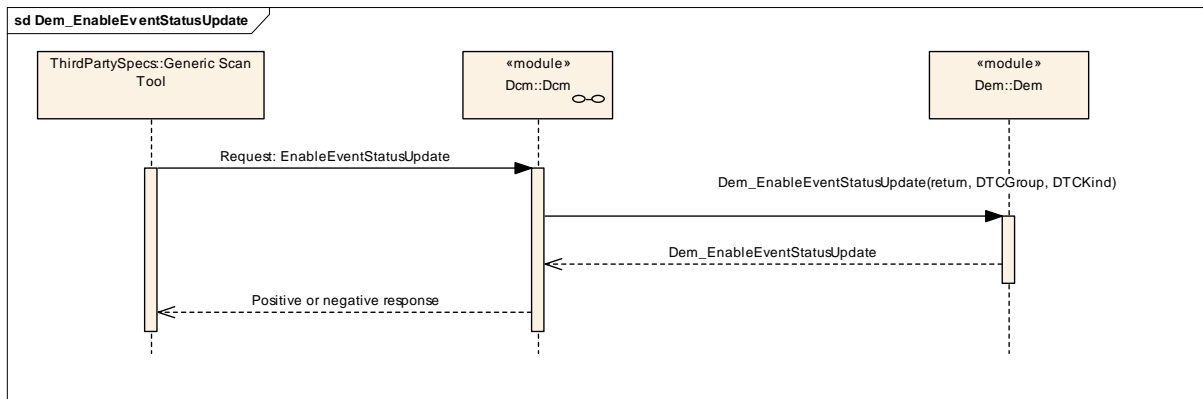 sd Dem_EnableEventStatusUpdate
ThirdPartySpecs::Generic Scan
Tool
«module»
Dcm::Dcm
«module»
Dem::Dem
Request: EnableEventStatusUpdate
Dem_EnableEventStatusUpdate(return, DTCGroup, DTCKind)
Dem_EnableEventStatusUpdate
Positive or negative response